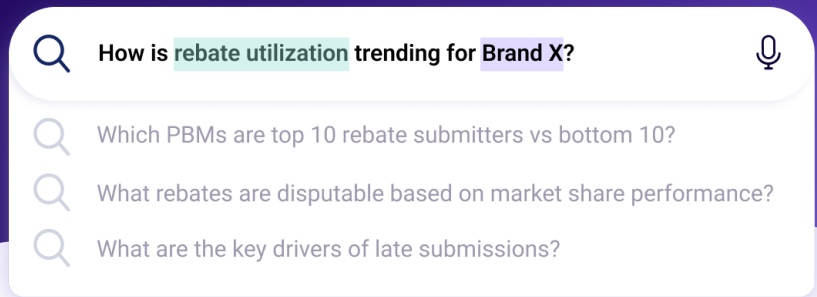 How is rebate utilization trending for Brand X?
Which PBMs are top 10 rebate submitters vs bottom 10?
What rebates are disputable based on market share performance?
What are the key drivers of late submissions?